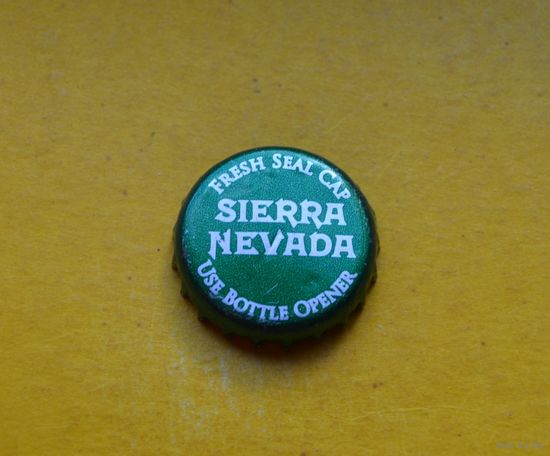 FRESH SEAL CAP
SIERRA
NEVADA
USE BOTTLE OPENER